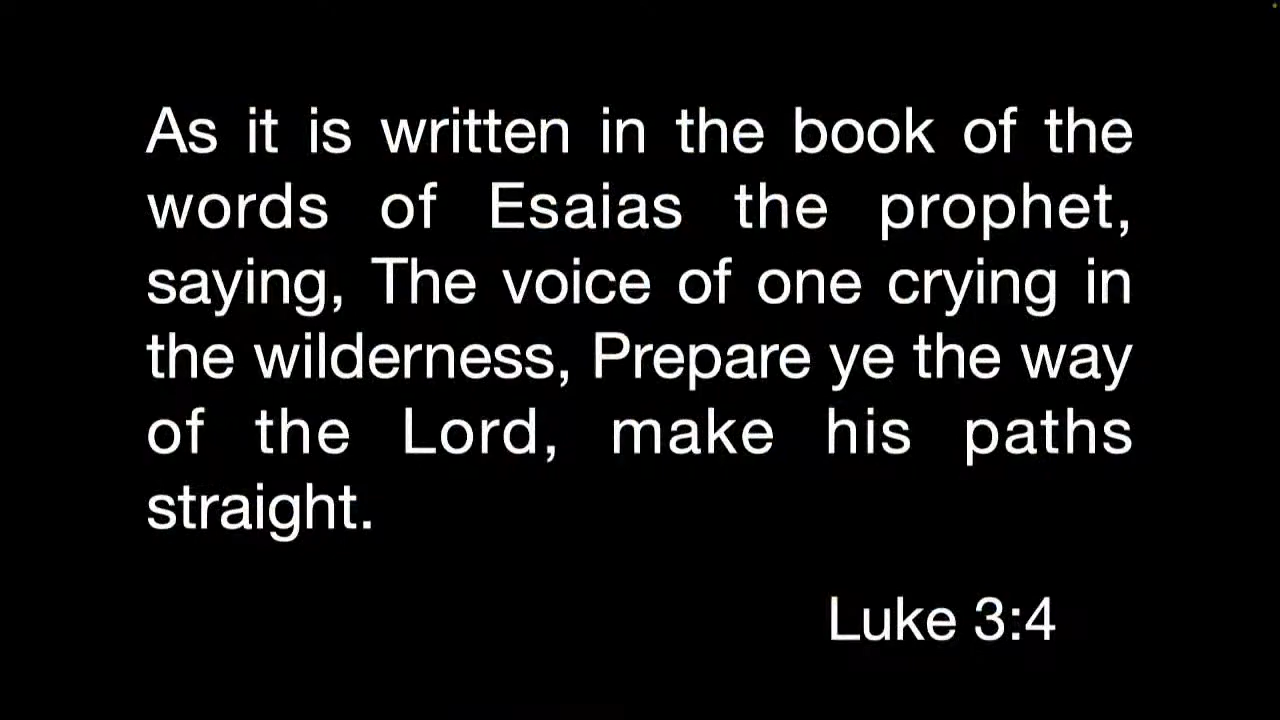 As it is written in the book of the
words of Esaias the prophet,
saying, The voice of one crying in
the wilderness, Prepare ye the way
of the Lord, make his paths
straight.
Luke 3:4